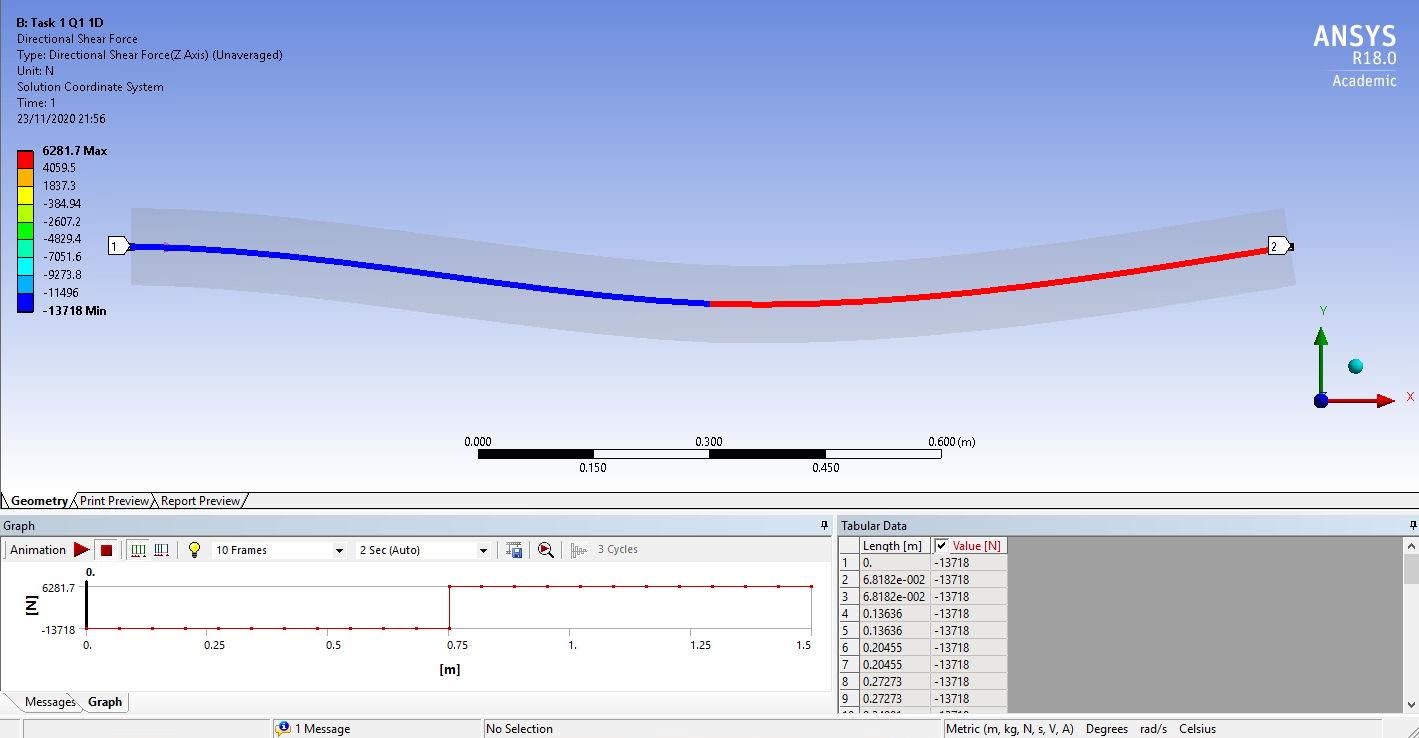 B: Task 1 Q1 1D
Directional Shear Force
Type: Directional Shear Force(Z Axis) (Unaveraged)
Unit: N
Solution Coordinate System
Time: 1
23/11/2020 21:56
ANSYS
R18.0
Academic
6281.7 Max
4059.5
1837.3
-384.94
-2607.2
-4829.4
-7051.6
-9273.8
-11496
-13718 Min
1
2
Y
X
0.000
0.300
0.600 (m)
0.150
0.450
Geometry
Print Preview
Report Preview
Graph
Animation
10 Frames
2 Sec (Auto)
3 Cycles
0.
6281.7
[N]
-13718
0.
0.25
0.5
0.75
1.
1.25
1.5
[m]
Messages
Graph
Tabular Data
Length [m] Value [N]
1 0. -13718
2 6.8182e-002 -13718
3 6.8182e-002 -13718
4 0.13636 -13718
5 0.13636 -13718
6 0.20455 -13718
7 0.20455 -13718
8 0.27273 -13718
9 0.27273 -13718
1 Message
No Selection
Metric (m, kg, N, s, V, A) Degrees rad/s Celsius